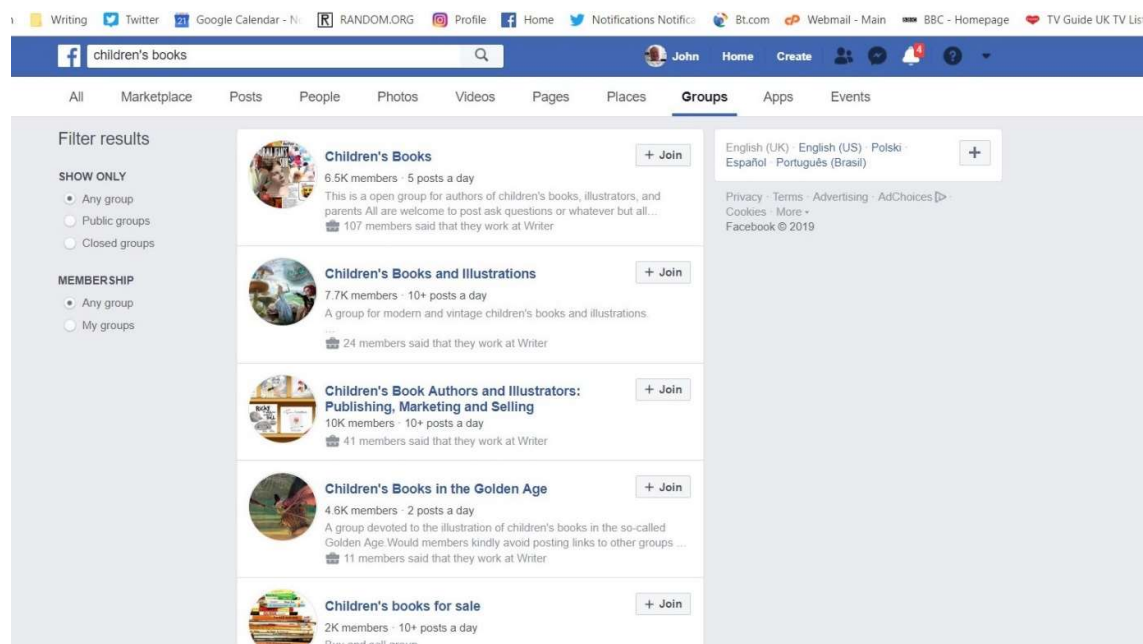 Writing Twitter 21 Google Calendar - N R RANDOM.ORG Profile Home Notifications Notifica Bt.com Webmail - Main BBC BBC - Homepage TV Guide UK TV Lis
f children's books John Home Create 4 ?
All Marketplace Posts People Photos Videos Pages Places Groups Apps Events
Filter results
SHOW ONLY
Any group
Public groups
Closed groups
MEMBERSHIP
Any group
My groups
Children's Books
+ Join
6.5K members · 5 posts a day
This is a open group for authors of children's books, illustrators, and
parents All are welcome to post ask questions or whatever but all...
107 members said that they work at Writer
Children's Books and Illustrations
+ Join
7.7K members · 10+ posts a day
A group for modern and vintage children's books and illustrations.
...
24 members said that they work at Writer
Children's Book Authors and Illustrators:
Publishing, Marketing and Selling
+ Join
10K members · 10+ posts a day
41 members said that they work at Writer
Children's Books in the Golden Age
+ Join
4.6K members · 2 posts a day
A group devoted to the illustration of children's books in the so-called
Golden Age.Would members kindly avoid posting links to other groups ...
11 members said that they work at Writer
Children's books for sale
+ Join
2K members · 10+ posts a day
Buy and sell group
English (UK) · English (US) · Polski ·
Español · Português (Brasil)
+
Privacy · Terms · Advertising · AdChoices ·
Cookies · More
Facebook © 2019